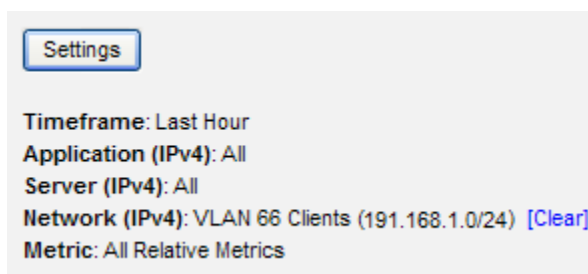 Settings
Timeframe: Last Hour
Application (IPv4): All
Server (IPv4): All
Network (IPv4): VLAN 66 Clients (191.168.1.0/24) [Clear]
Metric: All Relative Metrics